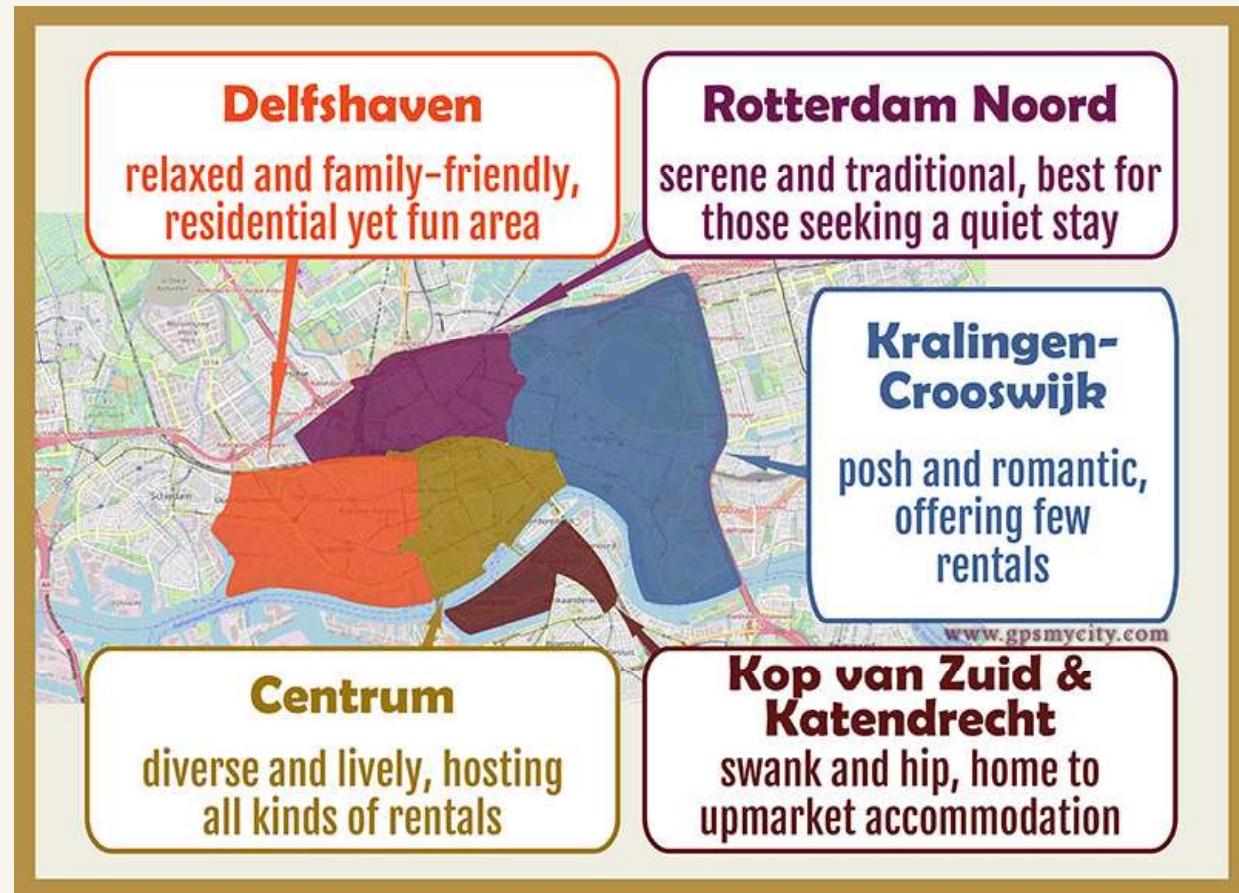 Delfshaven
relaxed and family-friendly,
residential yet fun area
Rotterdam Noord
serene and traditional, best for
those seeking a quiet stay
Kralingen-
Crooswijk
posh and romantic,
offering few
rentals
Schiedam
www.gpsmycity.com
Centrum
diverse and lively, hosting
all kinds of rentals
Kop van Zuid &
Katendrecht
swank and hip, home to
upmarket accommodation